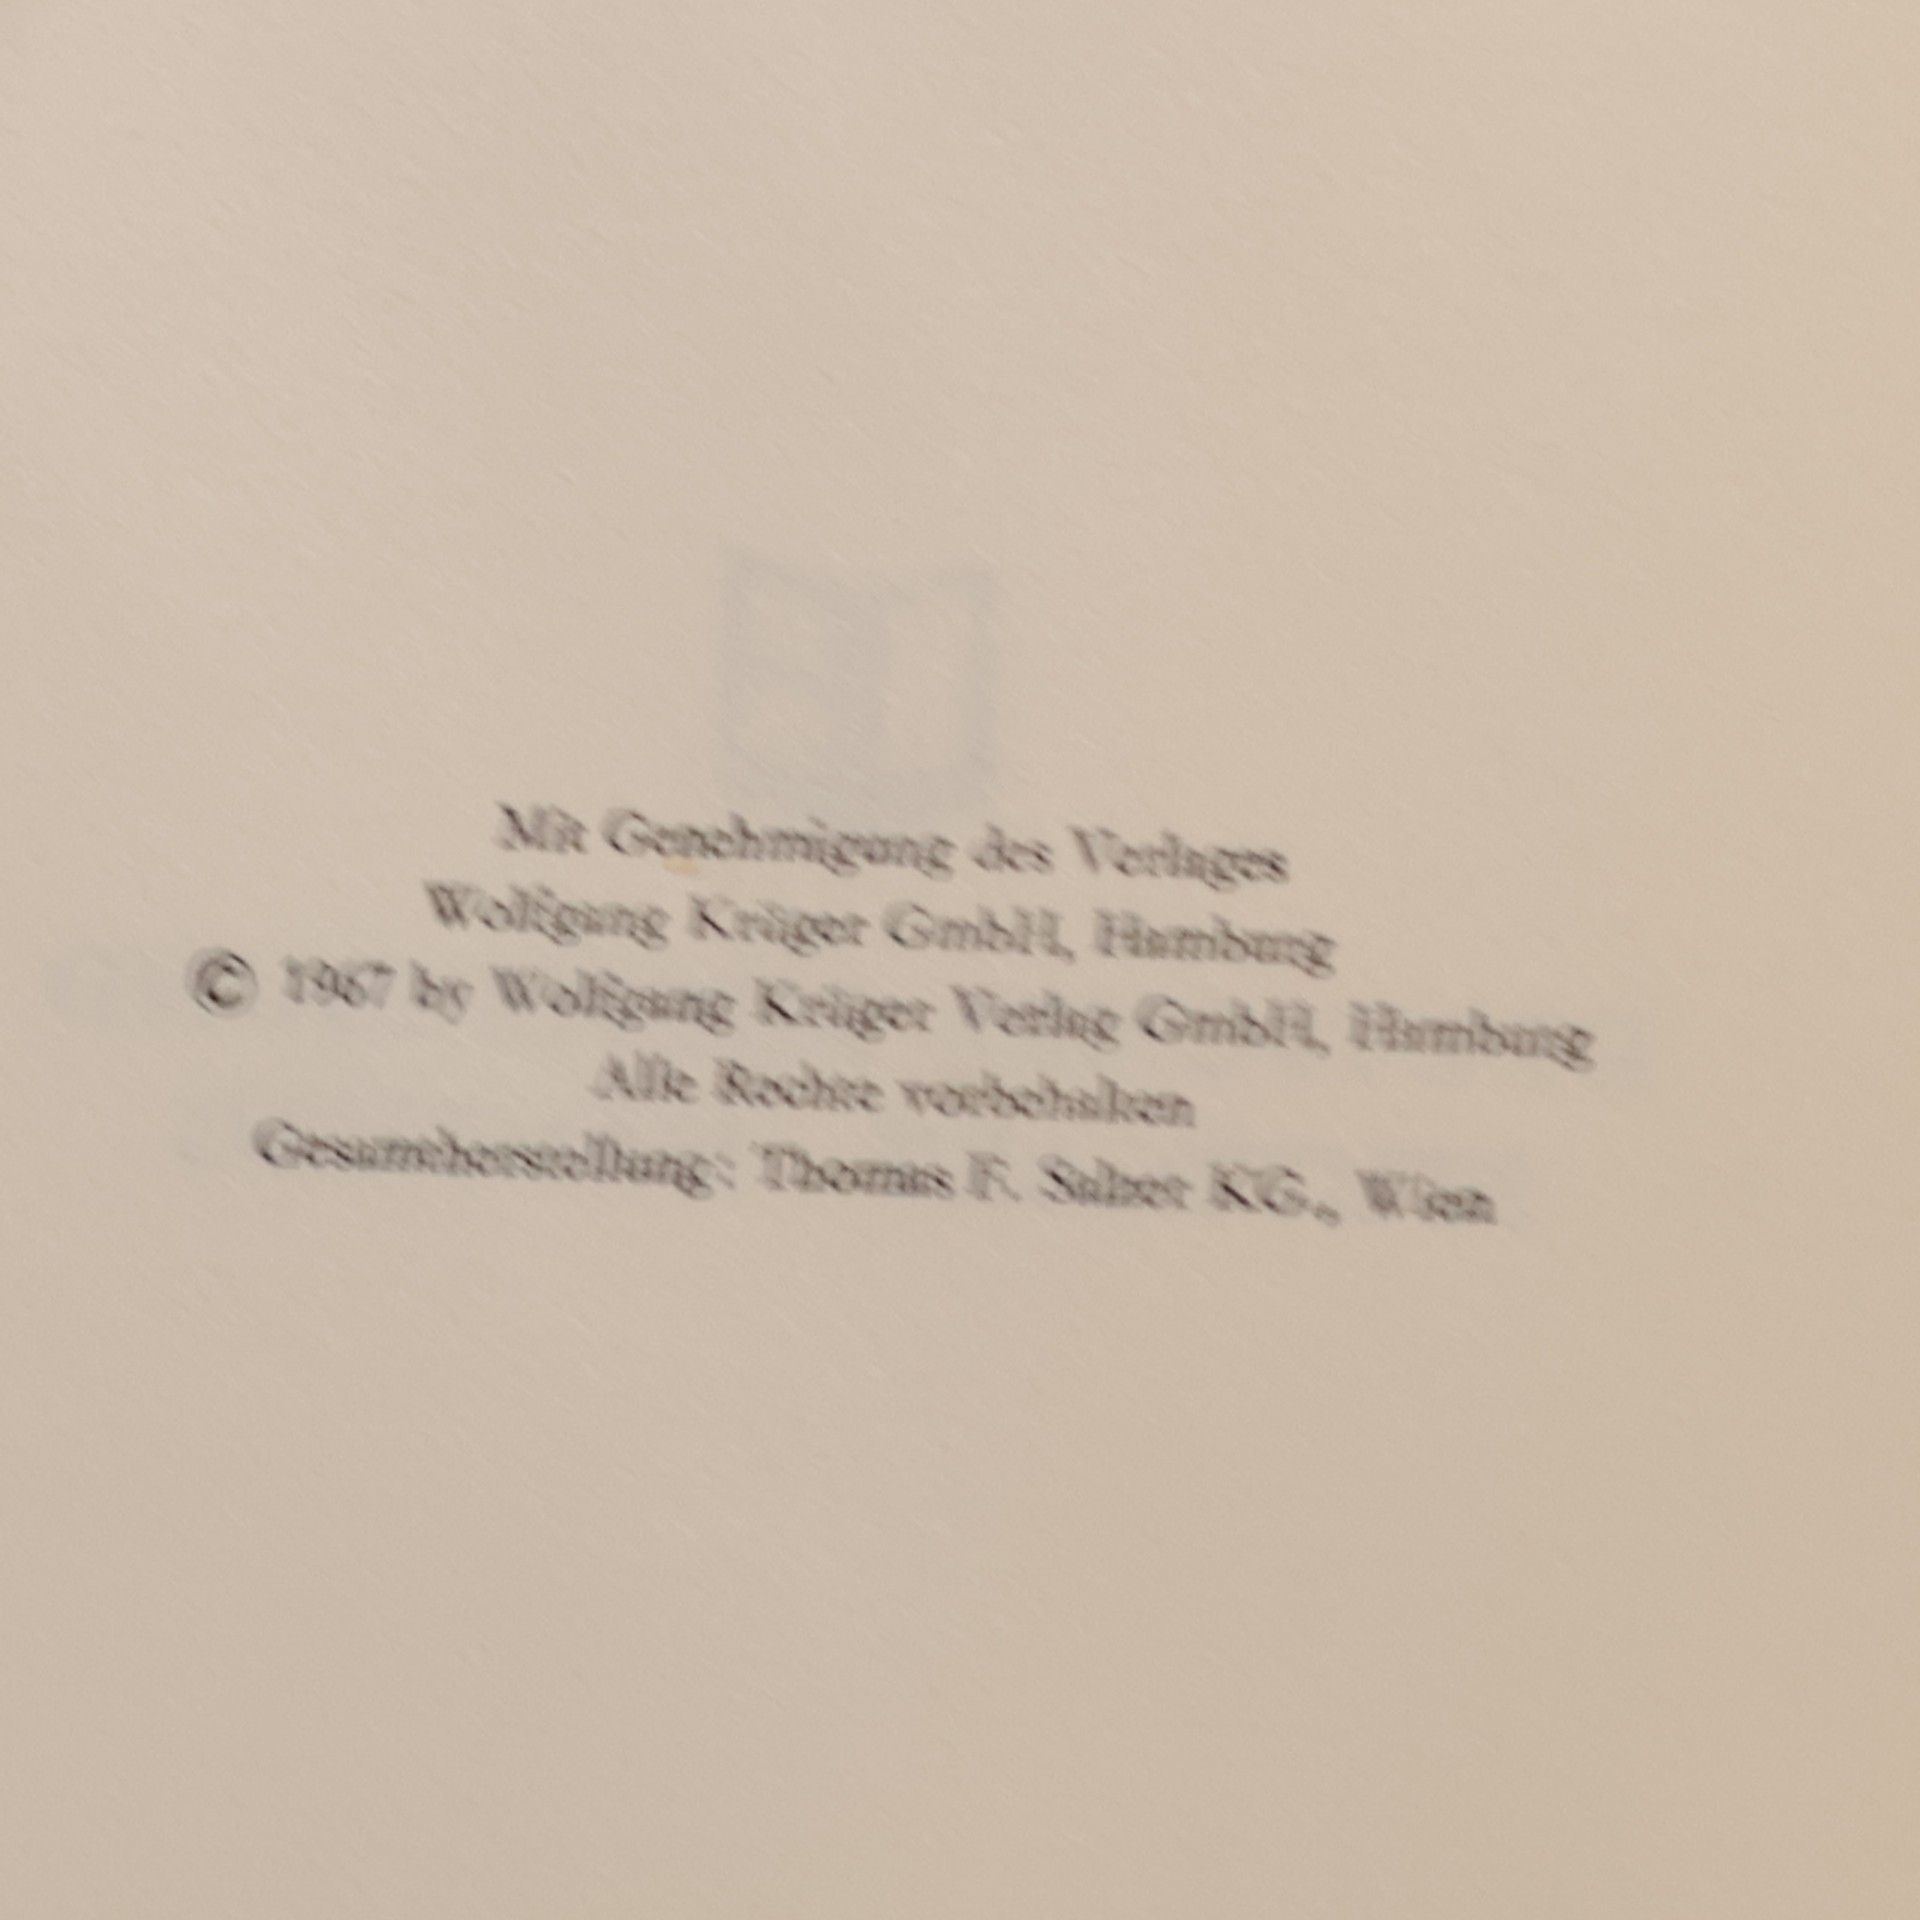 Mit Genehmigung des Verlages
Wolfgang Krüger GmbH, Hamburg
© 1967 by Wolfgang Krüger Verlag GmbH, Hamburg
Alle Rechte vorbehalten
Gesamtherstellung: Thomas F. Salzer KG., Wien